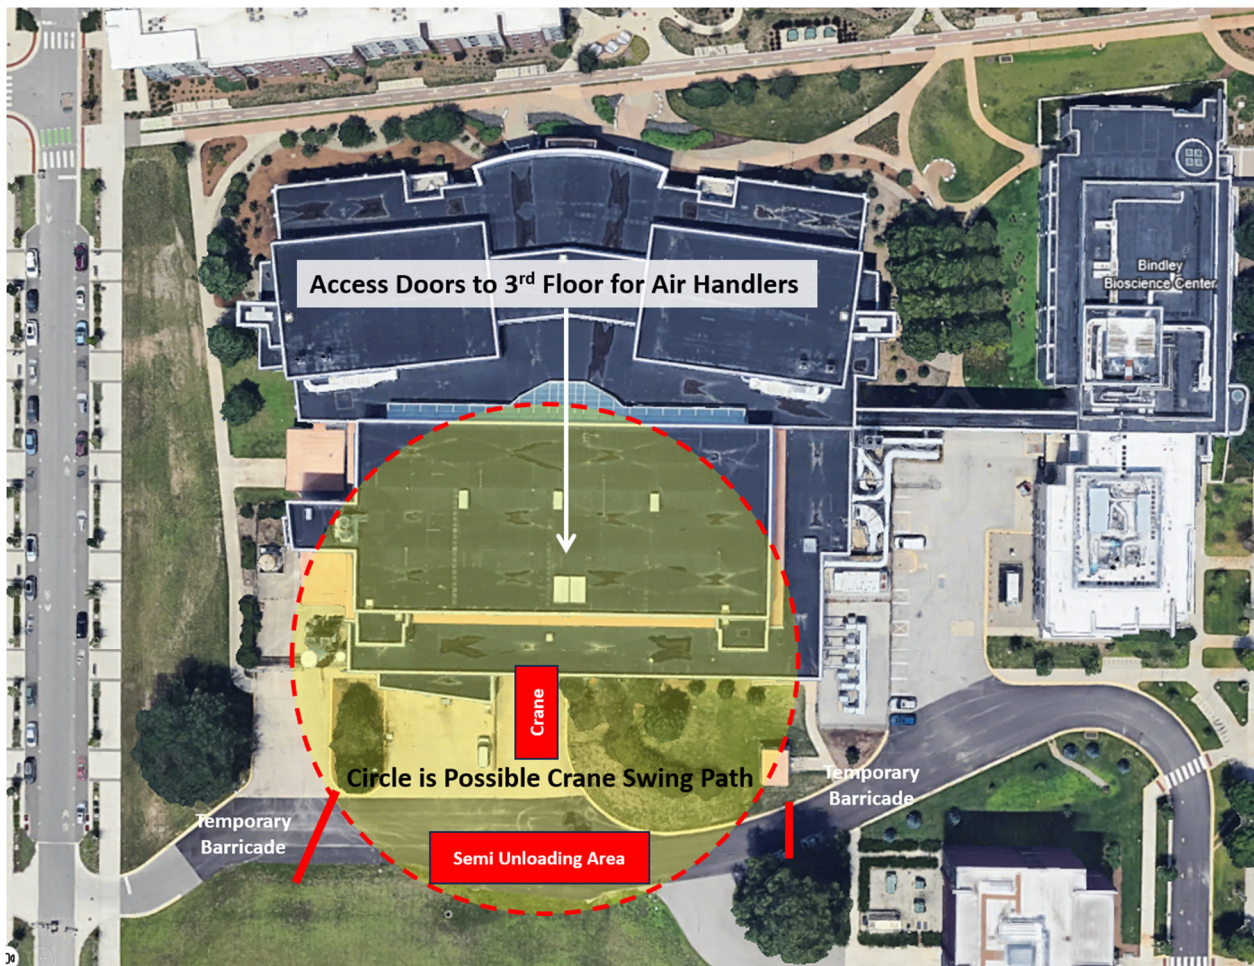 Bindley
Bioscience Center
Access Doors to 3rd Floor for Air Handlers
Crane
Circle is Possible Crane Swing Path
Temporary
Barricade
Temporary
Barricade
Semi Unloading Area